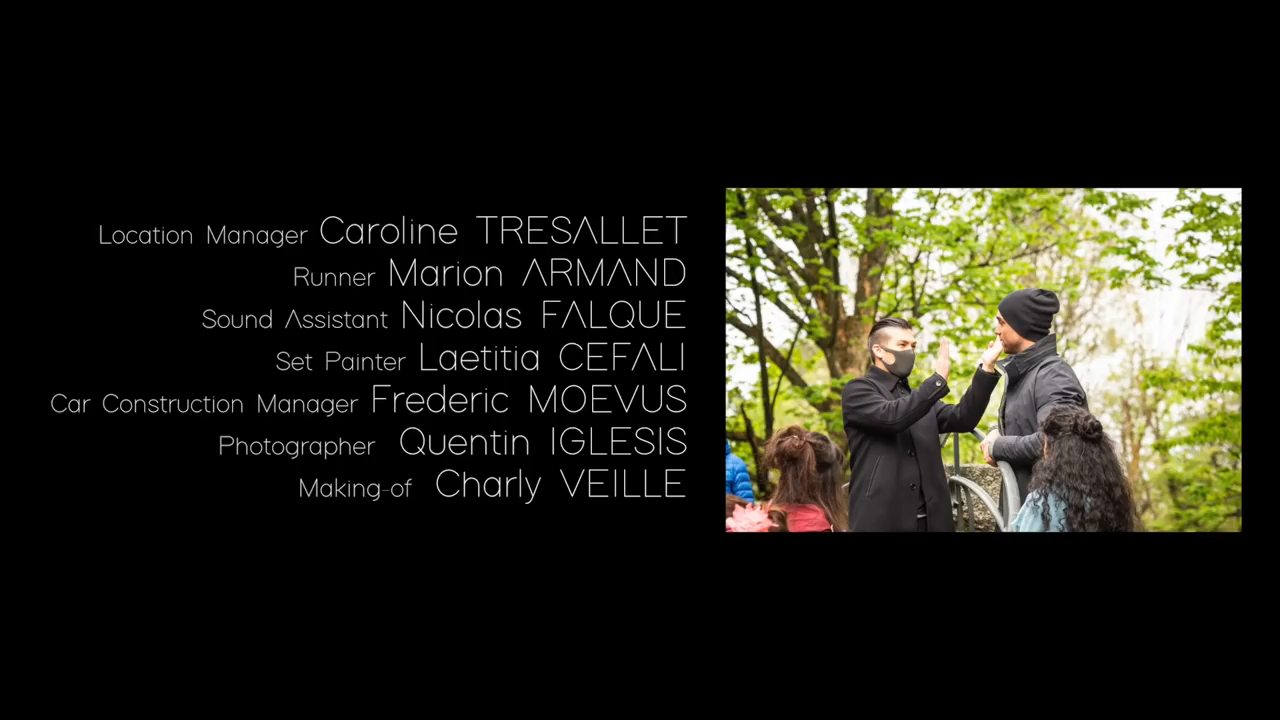 Location Manager Caroline TRESALLET
Runner Marion ARMAND
Sound Assistant Nicolas FALQUE
Set Painter Laetitia CEFALI
Car Construction Manager Frederic MOEVUS
Photographer Quentin IGLESIS
Making-of Charly VEILLE